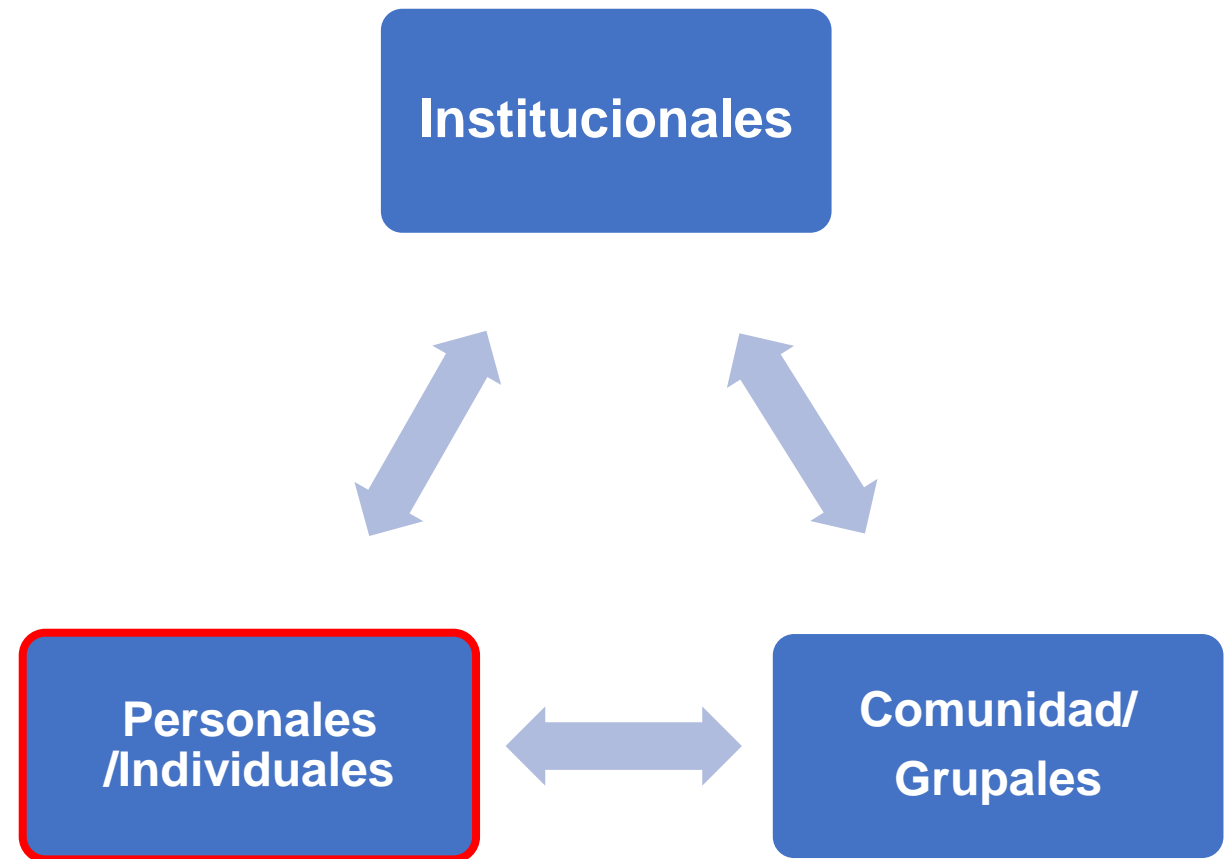 Institucionales
Personales
/Individuales
Comunidad/
Grupales